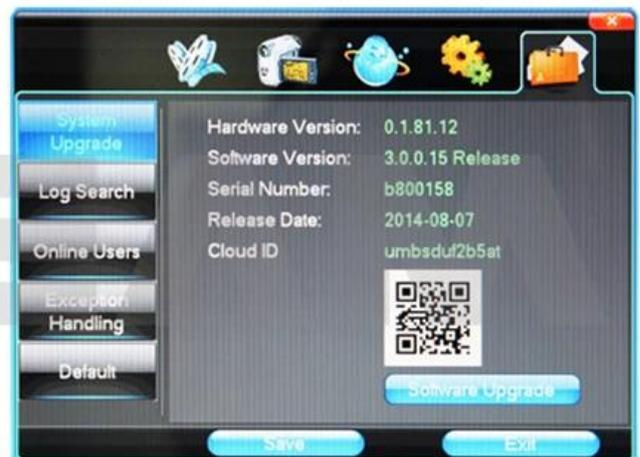 System
Upgrade
Log Search
Online Users
Exception
Handling
Default
Hardware Version: 0.1.81.12
Software Version: 3.0.0.15 Release
Serial Number: b800158
Release Date: 2014-08-07
Cloud ID umbsduf2b5at
Software Upgrade
Save
Exit